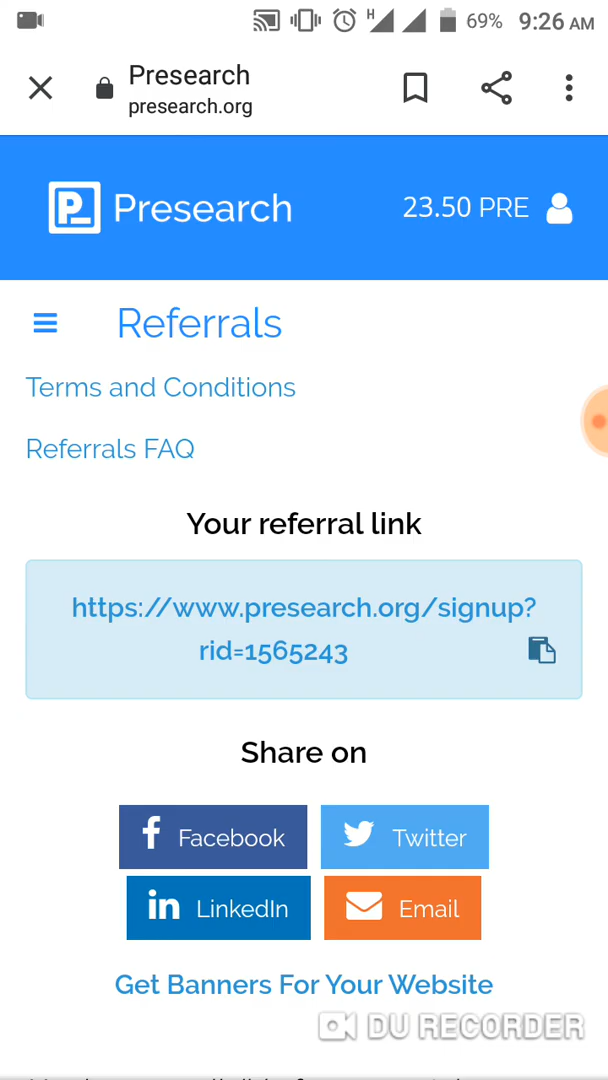 H 69% 9:26 AM
Presearch
presearch.org
P Presearch 23.50 PRE
Referrals
Terms and Conditions
Referrals FAQ
Your referral link
https://www.presearch.org/signup?
rid=1565243
Share on
f Facebook Twitter
in LinkedIn Email
Get Banners For Your Website
DU RECORDER